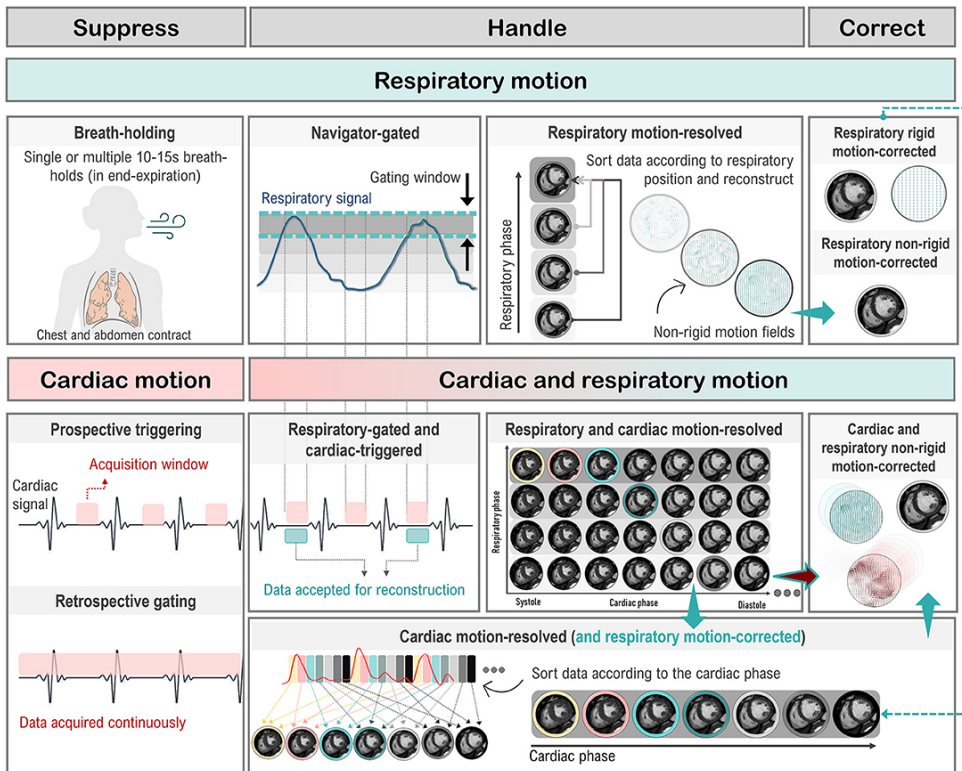 Suppress
Handle
Correct
Respiratory motion
Breath-holding
Single or multiple 10-15s breath-
holds (in end-expiration)
Chest and abdomen contract
Navigator-gated
Gating window
Respiratory signal
Respiratory motion-resolved
Sort data according to respiratory
position and reconstruct
Respiratory phase
Non-rigid motion fields
Respiratory rigid
motion-corrected
Respiratory non-rigid
motion-corrected
Cardiac motion
Cardiac and respiratory motion
Prospective triggering
Acquisition window
Cardiac
signal
Retrospective gating
Data acquired continuously
Respiratory-gated and
cardiac-triggered
Data accepted for reconstruction
Respiratory and cardiac motion-resolved
Respiratory phase
Systole
Cardiac phase
Diastole
Cardiac and
respiratory non-rigid
motion-corrected
Cardiac motion-resolved (and respiratory motion-corrected)
Sort data according to the cardiac phase
Cardiac phase